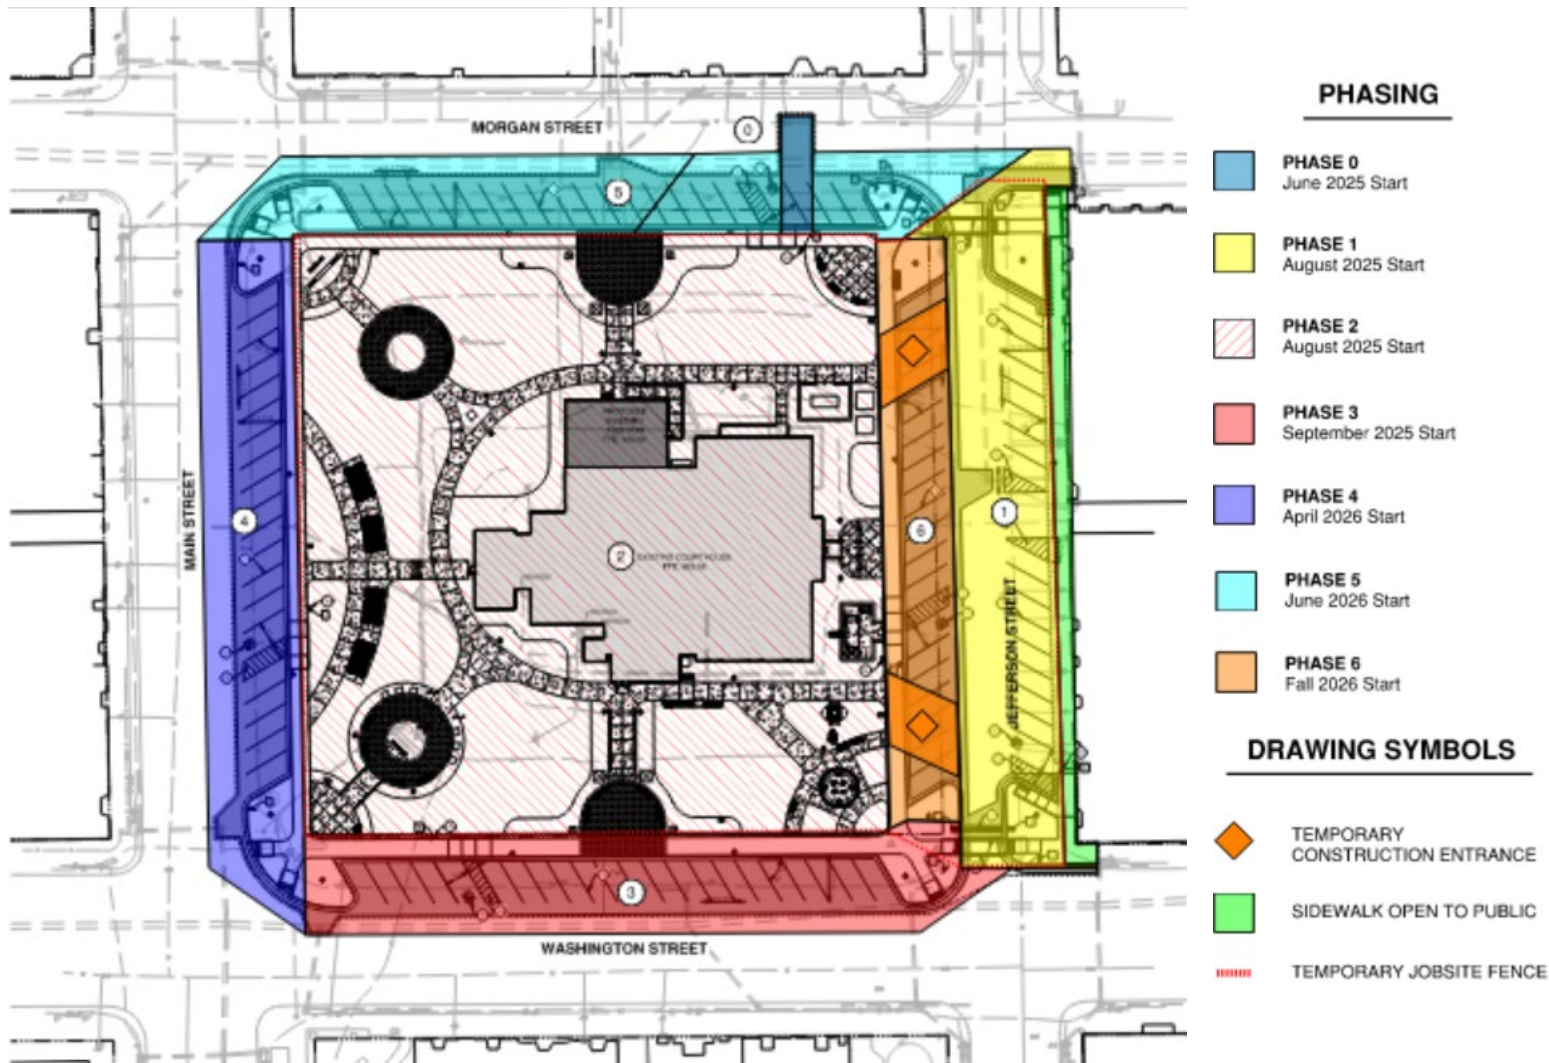 MORGAN STREET
0
5
MAIN STREET
4
2
EXISTING COURTHOUSE
6
1
JEFFERSON STREET
3
WASHINGTON STREET
PHASING
PHASE 0
June 2025 Start
PHASE 1
August 2025 Start
PHASE 2
August 2025 Start
PHASE 3
September 2025 Start
PHASE 4
April 2026 Start
PHASE 5
June 2026 Start
PHASE 6
Fall 2026 Start
DRAWING SYMBOLS
TEMPORARY
CONSTRUCTION ENTRANCE
SIDEWALK OPEN TO PUBLIC
TEMPORARY JOBSITE FENCE